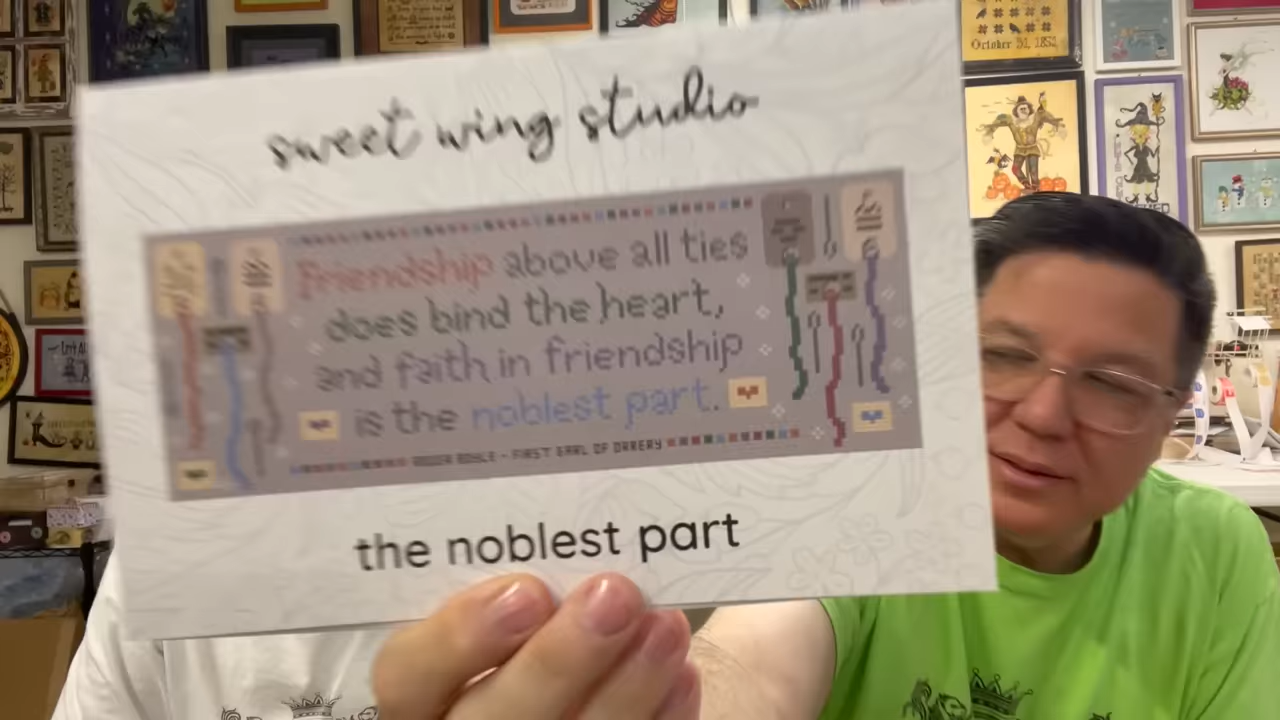 October 31, 1852
sweet wing studio
Friendship above all ties
does bind the heart,
and faith in friendship
is the noblest part.
ROGER BOYLE - FIRST EARL OF ORRERY
the noblest part